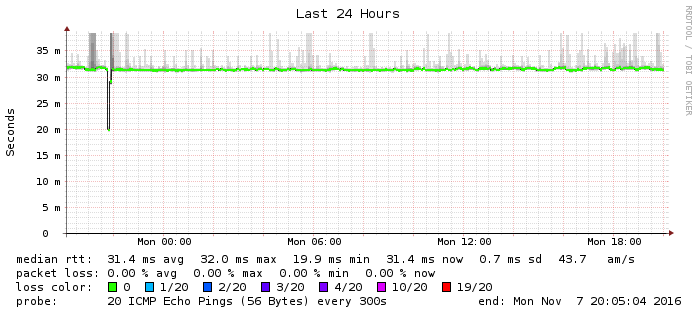 Last 24 Hours
RRDTOOL / TOBI OETIKER
Seconds
35 m
30 m
25 m
20 m
15 m
10 m
5 m
0
Mon 00:00 Mon 06:00 Mon 12:00 Mon 18:00
median rtt: 31.4 ms avg 32.0 ms max 19.9 ms min 31.4 ms now 0.7 ms sd 43.7 am/s
packet loss: 0.00 % avg 0.00 % max 0.00 % min 0.00 % now
loss color: 0 1/20 2/20 3/20 4/20 10/20 19/20
probe: 20 ICMP Echo Pings (56 Bytes) every 300s end: Mon Nov 7 20:05:04 2016